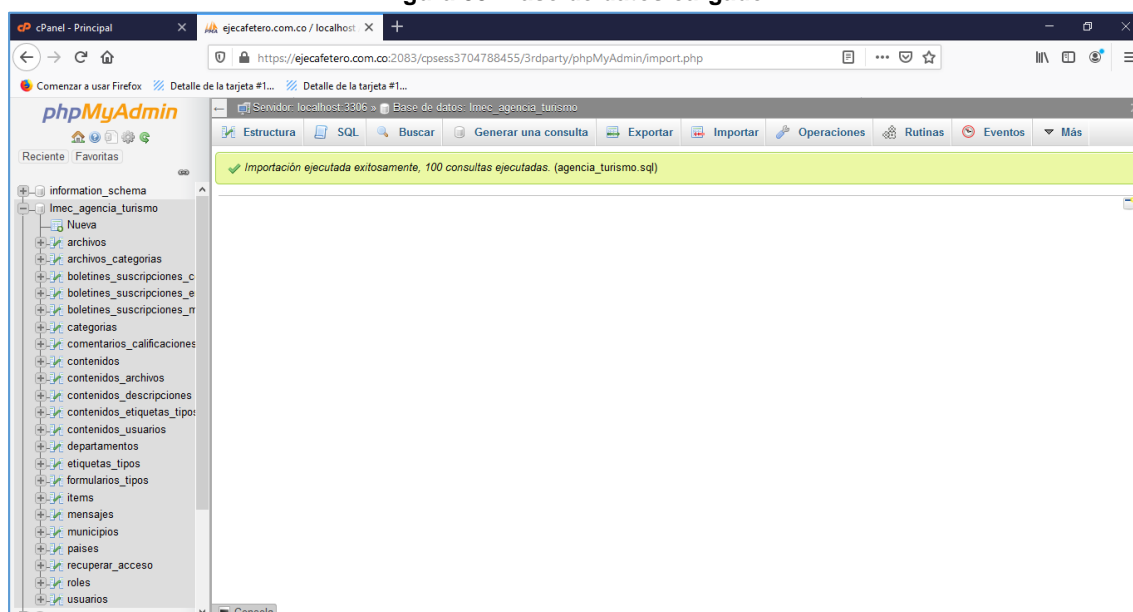 cPanel - Principal
ejecafetero.com.co / localhost
https://ejecafetero.com.co:2083/cpsess3704788455/3rdparty/phpMyAdmin/import.php
Comenzar a usar Firefox
Detalle de la tarjeta #1...
Detalle de la tarjeta #1...
phpMyAdmin
Reciente
Favoritas
information_schema
lmec_agencia_turismo
Nueva
archivos
archivos_categorias
boletines_suscripciones_c
boletines_suscripciones_e
boletines_suscripciones_m
categorias
comentarios_calificaciones
contenidos
contenidos_archivos
contenidos_descripciones
contenidos_etiquetas_tipos
contenidos_usuarios
departamentos
etiquetas_tipos
formularios_tipos
items
mensajes
municipios
paises
recuperar_acceso
roles
usuarios
Servidor: localhost:3306 » Base de datos: lmec_agencia_turismo
Estructura
SQL
Buscar
Generar una consulta
Exportar
Importar
Operaciones
Rutinas
Eventos
Más
Importación ejecutada exitosamente, 100 consultas ejecutadas. (agencia_turismo.sql)
Consola